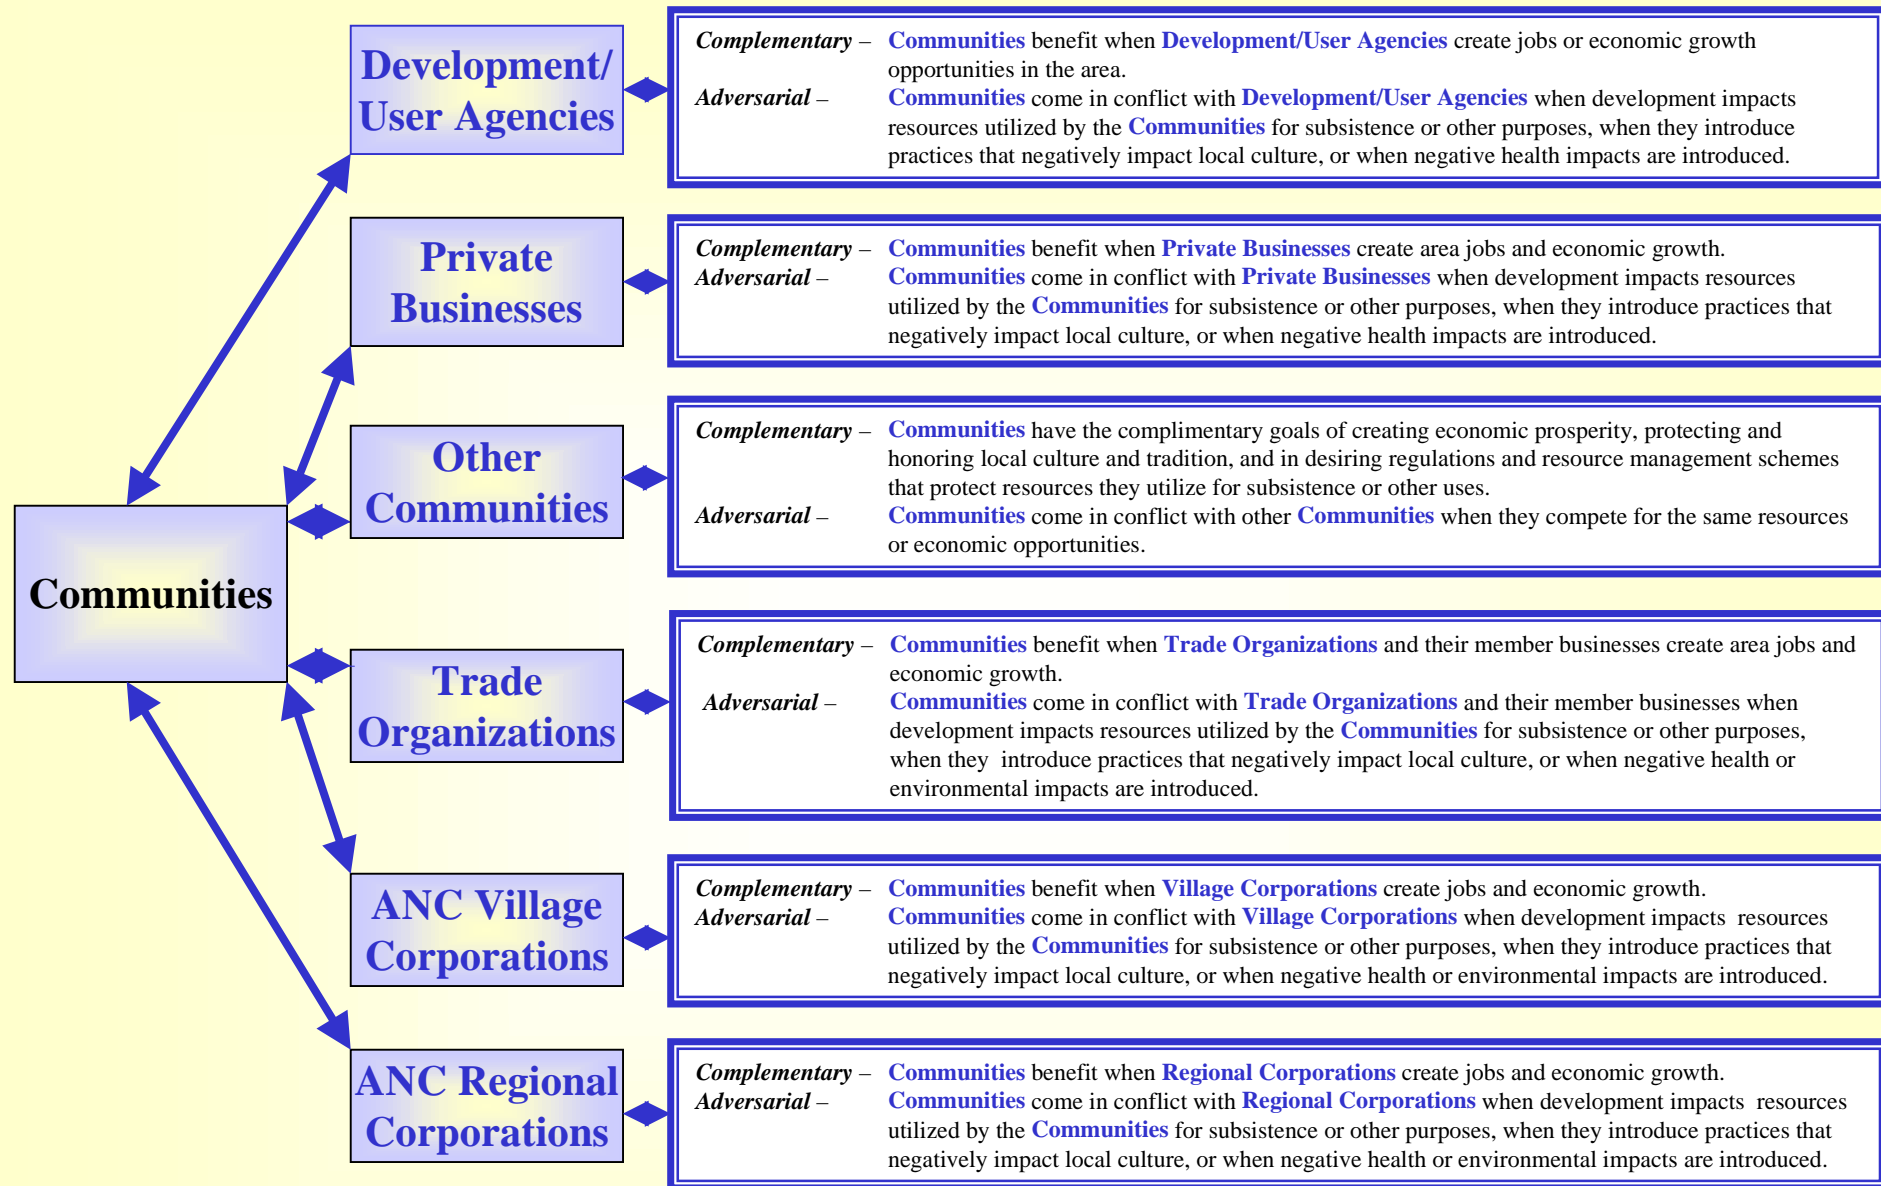 Development/
User Agencies
Complementary – Communities benefit when Development/User Agencies create jobs or economic growth
opportunities in the area.
Adversarial – Communities come in conflict with Development/User Agencies when development impacts
resources utilized by the Communities for subsistence or other purposes, when they introduce
practices that negatively impact local culture, or when negative health impacts are introduced.
Private
Businesses
Complementary – Communities benefit when Private Businesses create area jobs and economic growth.
Adversarial – Communities come in conflict with Private Businesses when development impacts resources
utilized by the Communities for subsistence or other purposes, when they introduce practices that
negatively impact local culture, or when negative health impacts are introduced.
Other
Communities
Complementary – Communities have the complimentary goals of creating economic prosperity, protecting and
honoring local culture and tradition, and in desiring regulations and resource management schemes
that protect resources they utilize for subsistence or other uses.
Adversarial – Communities come in conflict with other Communities when they compete for the same resources
or economic opportunities.
Communities
Trade
Organizations
Complementary – Communities benefit when Trade Organizations and their member businesses create area jobs and
economic growth.
Adversarial – Communities come in conflict with Trade Organizations and their member businesses when
development impacts resources utilized by the Communities for subsistence or other purposes,
when they introduce practices that negatively impact local culture, or when negative health or
environmental impacts are introduced.
ANC Village
Corporations
Complementary – Communities benefit when Village Corporations create jobs and economic growth.
Adversarial – Communities come in conflict with Village Corporations when development impacts resources
utilized by the Communities for subsistence or other purposes, when they introduce practices that
negatively impact local culture, or when negative health or environmental impacts are introduced.
ANC Regional
Corporations
Complementary – Communities benefit when Regional Corporations create jobs and economic growth.
Adversarial – Communities come in conflict with Regional Corporations when development impacts resources
utilized by the Communities for subsistence or other purposes, when they introduce practices that
negatively impact local culture, or when negative health or environmental impacts are introduced.